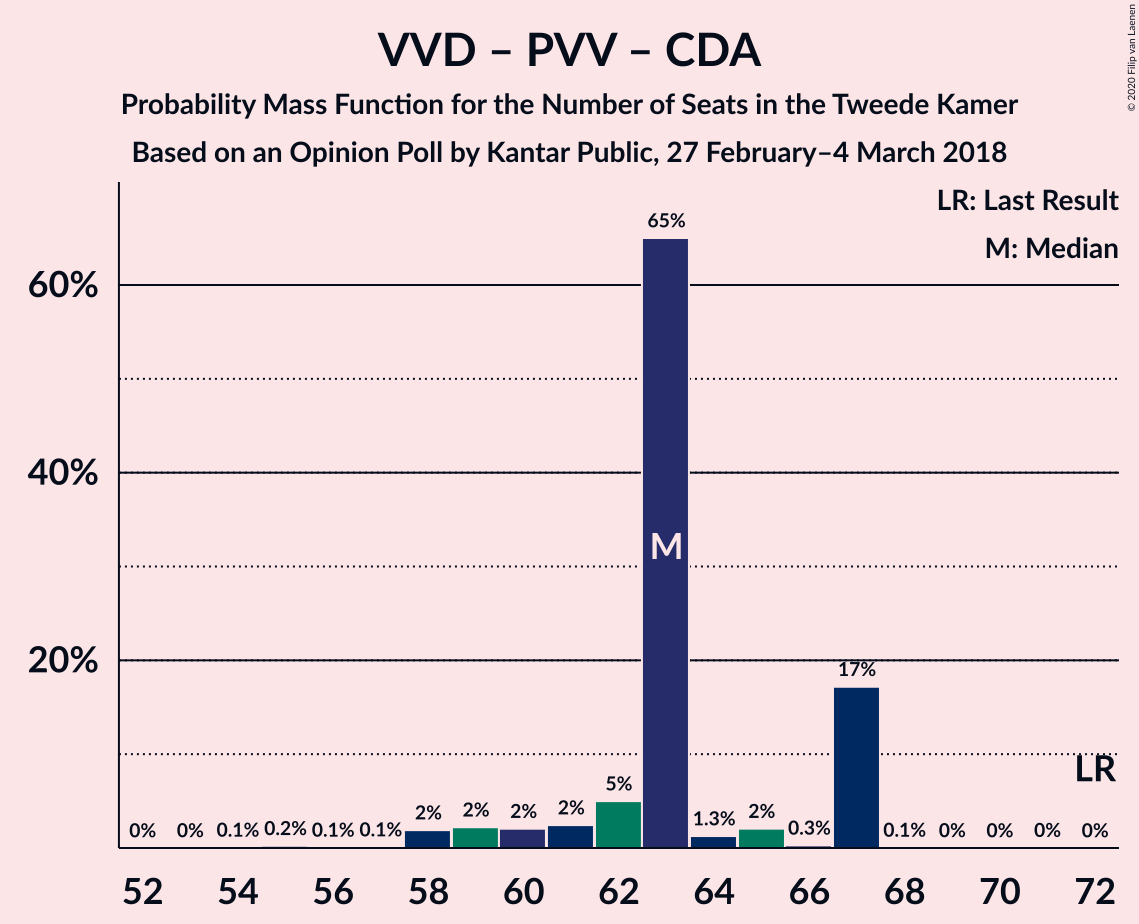 VVD – PVV – CDA
Probability Mass Function for the Number of Seats in the Tweede Kamer
Based on an Opinion Poll by Kantar Public, 27 February–4 March 2018
© 2020 Filip van Laenen
LR: Last Result
M: Median
60%
40%
20%
0% 0% 0.1% 0.2% 0.1% 0.1% 2% 2% 2% 2% 5% 65% 1.3% 2% 0.3% 17% 0.1% 0% 0% 0% 0%
M
LR
52 54 56 58 60 62 64 66 68 70 72